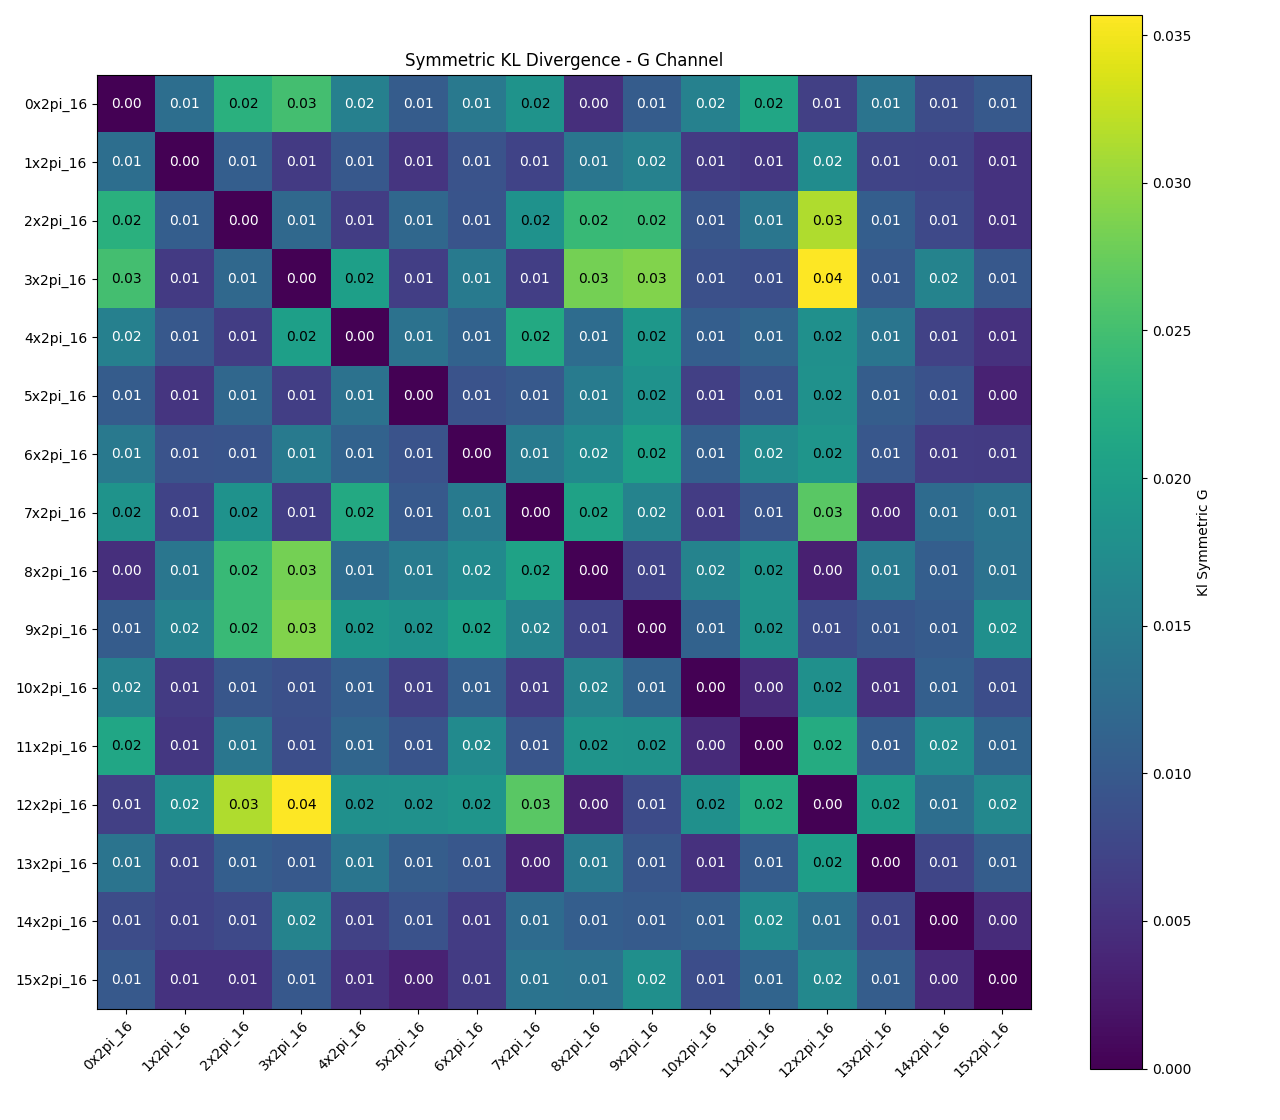 Symmetric KL Divergence - G Channel
0x2pi_16 0.00 0.01 0.02 0.03 0.02 0.01 0.01 0.02 0.00 0.01 0.02 0.02 0.01 0.01 0.01 0.01
1x2pi_16 0.01 0.00 0.01 0.01 0.01 0.01 0.01 0.01 0.01 0.02 0.01 0.01 0.02 0.01 0.01 0.01
2x2pi_16 0.02 0.01 0.00 0.01 0.01 0.01 0.01 0.02 0.02 0.02 0.01 0.01 0.03 0.01 0.01 0.01
3x2pi_16 0.03 0.01 0.01 0.00 0.02 0.01 0.01 0.01 0.03 0.03 0.01 0.01 0.04 0.01 0.02 0.01
4x2pi_16 0.02 0.01 0.01 0.02 0.00 0.01 0.01 0.02 0.01 0.02 0.01 0.01 0.02 0.01 0.01 0.01
5x2pi_16 0.01 0.01 0.01 0.01 0.01 0.00 0.01 0.01 0.01 0.02 0.01 0.01 0.02 0.01 0.01 0.00
6x2pi_16 0.01 0.01 0.01 0.01 0.01 0.01 0.00 0.01 0.02 0.02 0.01 0.02 0.02 0.01 0.01 0.01
7x2pi_16 0.02 0.01 0.02 0.01 0.02 0.01 0.01 0.00 0.02 0.02 0.01 0.01 0.03 0.00 0.01 0.01
8x2pi_16 0.00 0.01 0.02 0.03 0.01 0.01 0.02 0.02 0.00 0.01 0.02 0.02 0.00 0.01 0.01 0.01
9x2pi_16 0.01 0.02 0.02 0.03 0.02 0.02 0.02 0.02 0.01 0.00 0.01 0.02 0.01 0.01 0.01 0.02
10x2pi_16 0.02 0.01 0.01 0.01 0.01 0.01 0.01 0.01 0.02 0.01 0.00 0.00 0.02 0.01 0.01 0.01
11x2pi_16 0.02 0.01 0.01 0.01 0.01 0.01 0.02 0.01 0.02 0.02 0.00 0.00 0.02 0.01 0.02 0.01
12x2pi_16 0.01 0.02 0.03 0.04 0.02 0.02 0.02 0.03 0.00 0.01 0.02 0.02 0.00 0.02 0.01 0.02
13x2pi_16 0.01 0.01 0.01 0.01 0.01 0.01 0.01 0.00 0.01 0.01 0.01 0.01 0.02 0.00 0.01 0.01
14x2pi_16 0.01 0.01 0.01 0.02 0.01 0.01 0.01 0.01 0.01 0.01 0.01 0.02 0.01 0.01 0.00 0.00
15x2pi_16 0.01 0.01 0.01 0.01 0.01 0.00 0.01 0.01 0.01 0.02 0.01 0.01 0.02 0.01 0.00 0.00
0x2pi_16 1x2pi_16 2x2pi_16 3x2pi_16 4x2pi_16 5x2pi_16 6x2pi_16 7x2pi_16 8x2pi_16 9x2pi_16 10x2pi_16 11x2pi_16 12x2pi_16 13x2pi_16 14x2pi_16 15x2pi_16
0.035
0.030
0.025
0.020
0.015
0.010
0.005
0.000
Kl Symmetric G